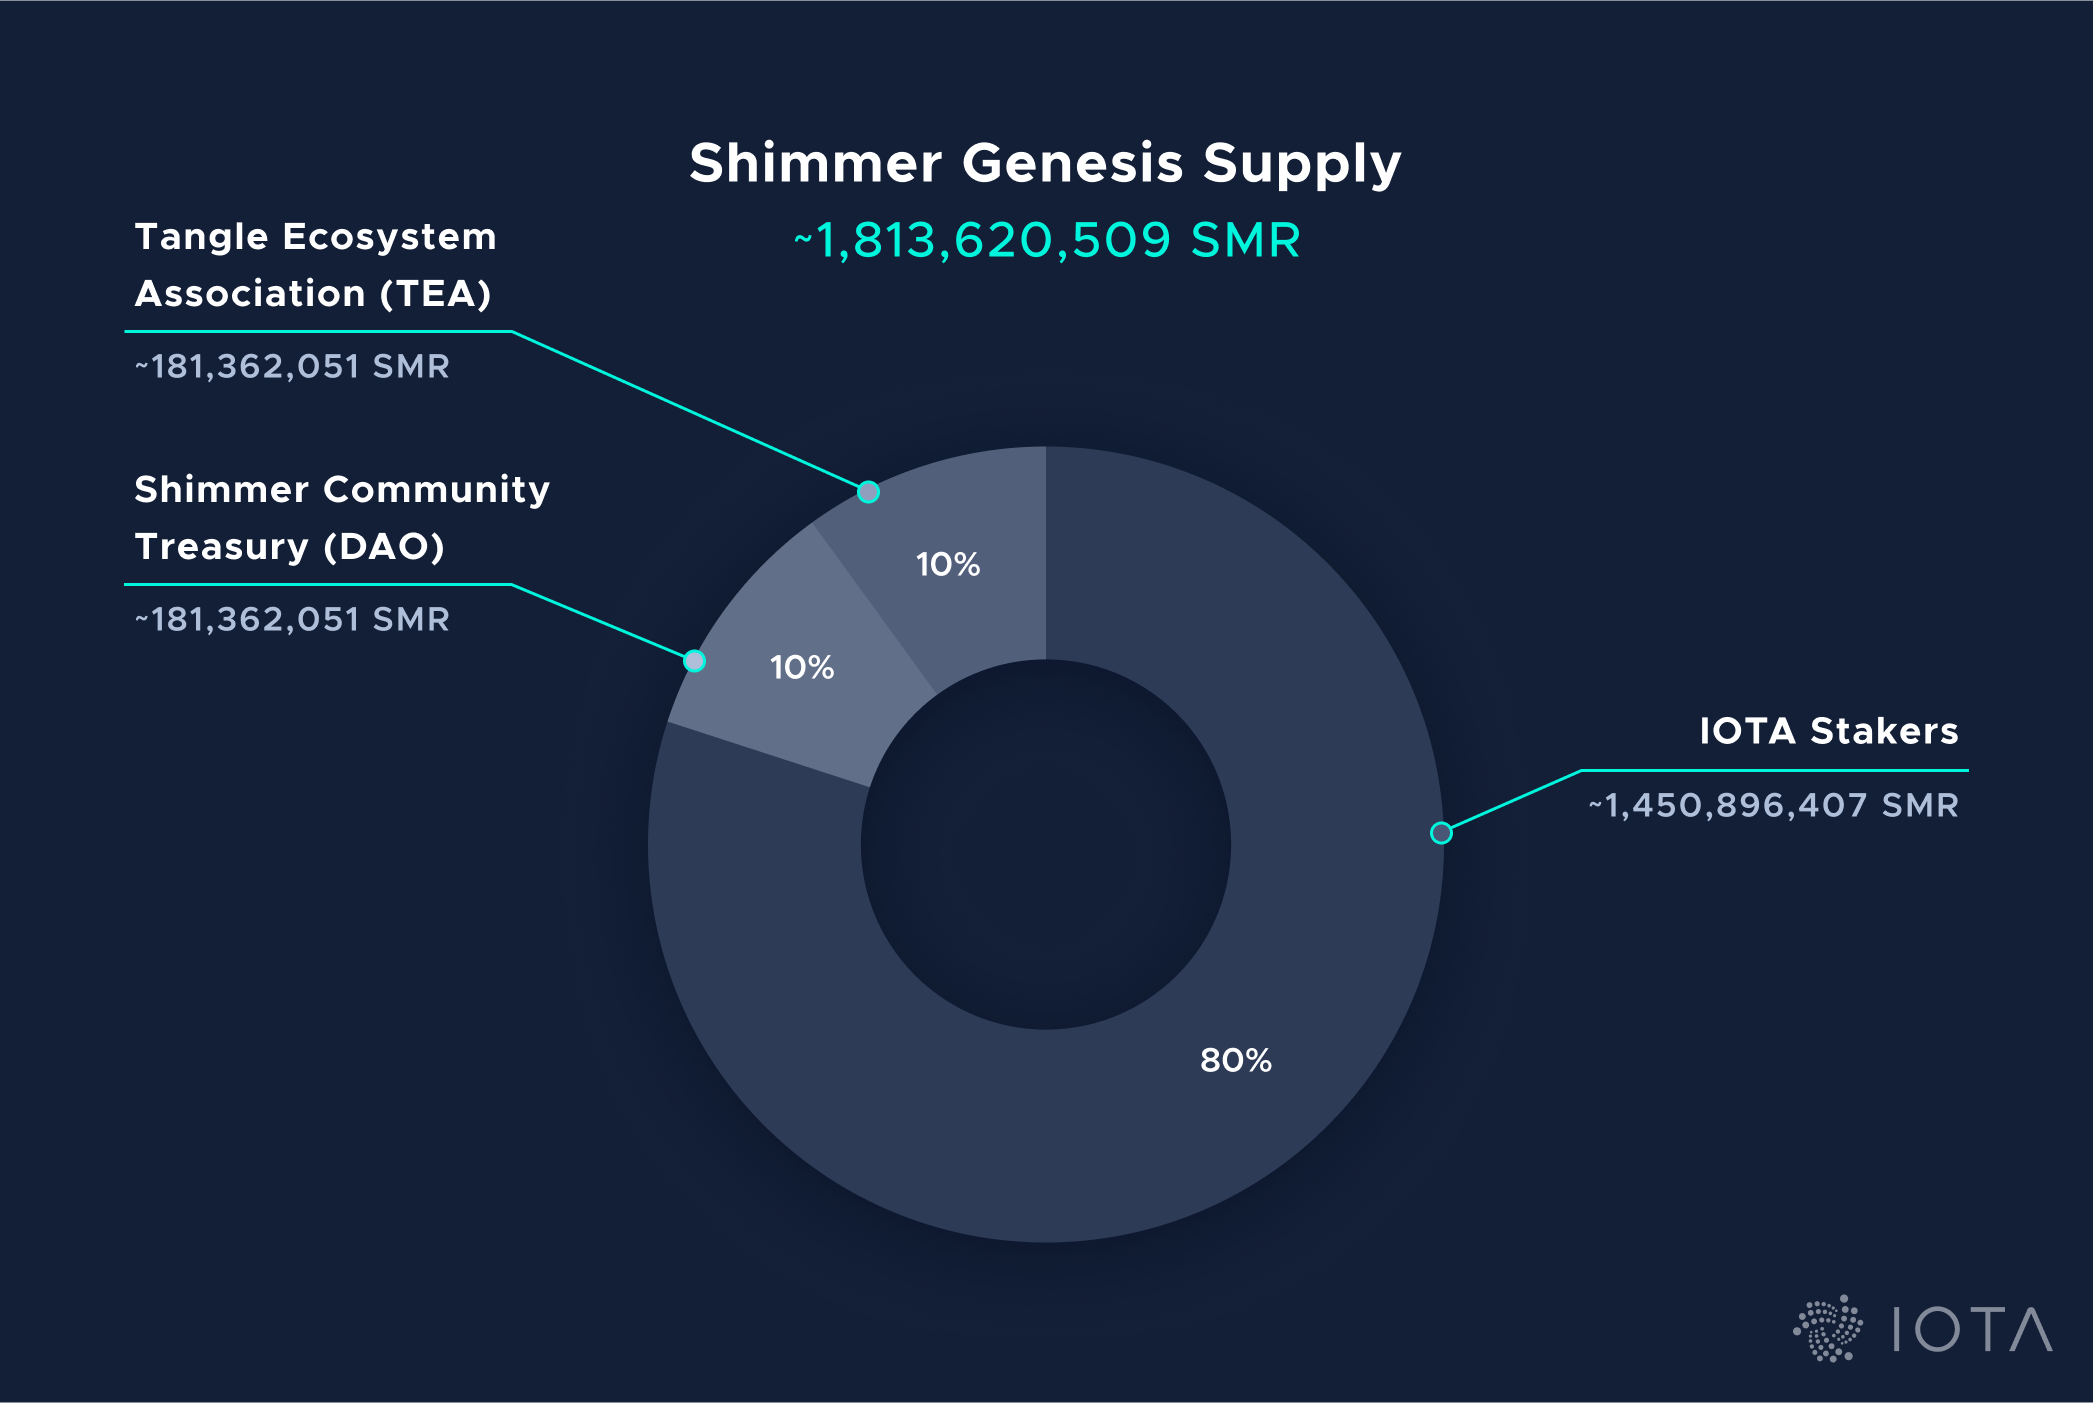 Shimmer Genesis Supply
~1,813,620,509 SMR
Tangle Ecosystem
Association (TEA)
~181,362,051 SMR
Shimmer Community
Treasury (DAO)
~181,362,051 SMR
10%
10%
IOTA Stakers
~1,450,896,407 SMR
80%
IOTA